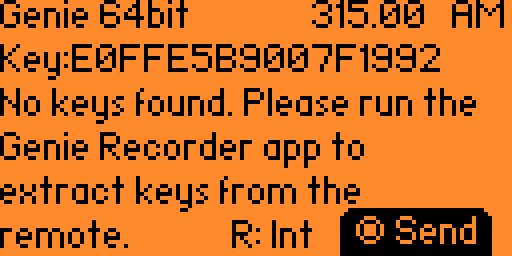 Genie 64bit 315.00 AM
Key:E0FFE5B9007F1992
No keys found. Please run the
Genie Recorder app to
extract keys from the
remote. R: Int Send